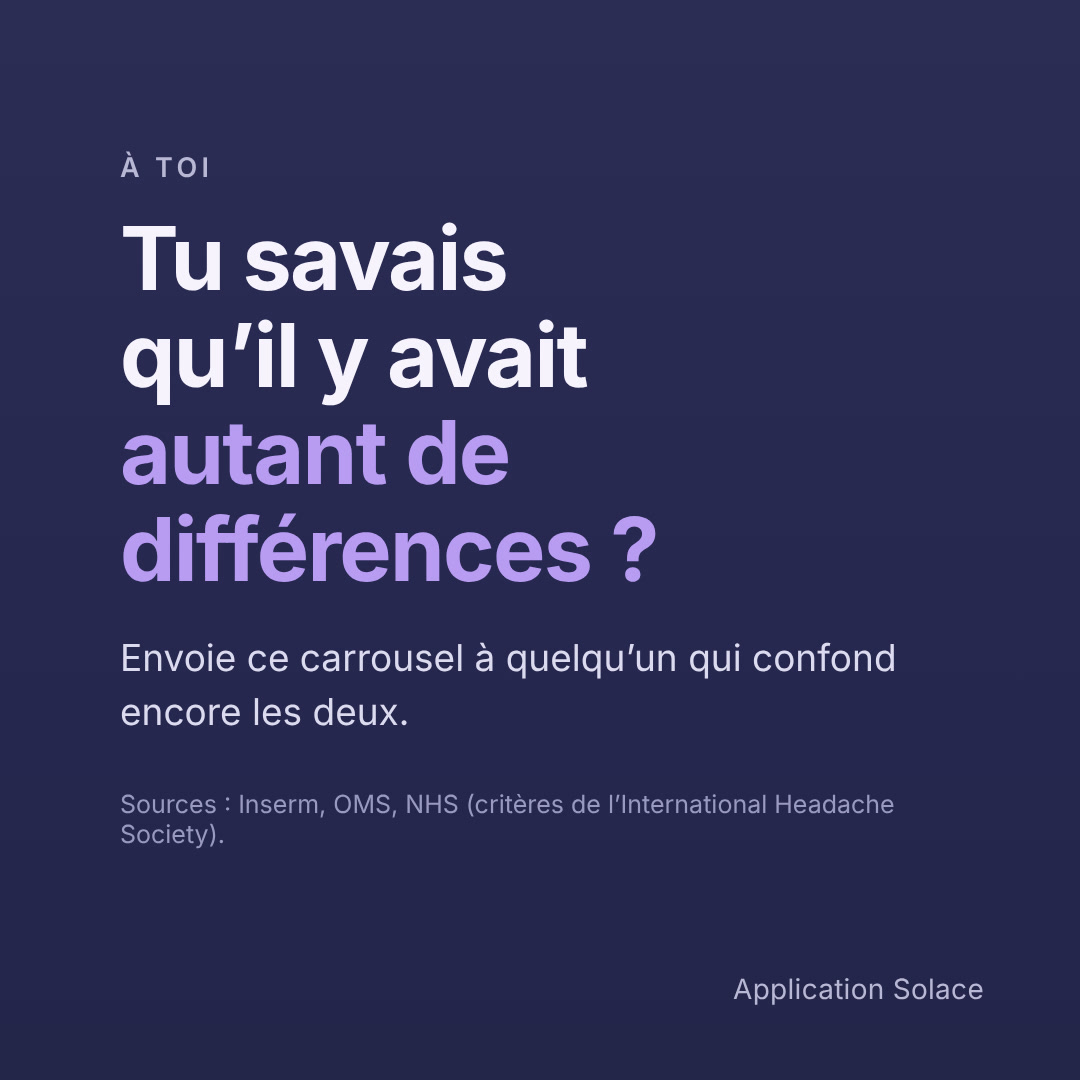 À TOI
Tu savais
qu’il y avait
autant de
différences ?
Envoie ce carrousel à quelqu’un qui confond
encore les deux.
Sources : Inserm, OMS, NHS (critères de l’International Headache
Society).
Application Solace